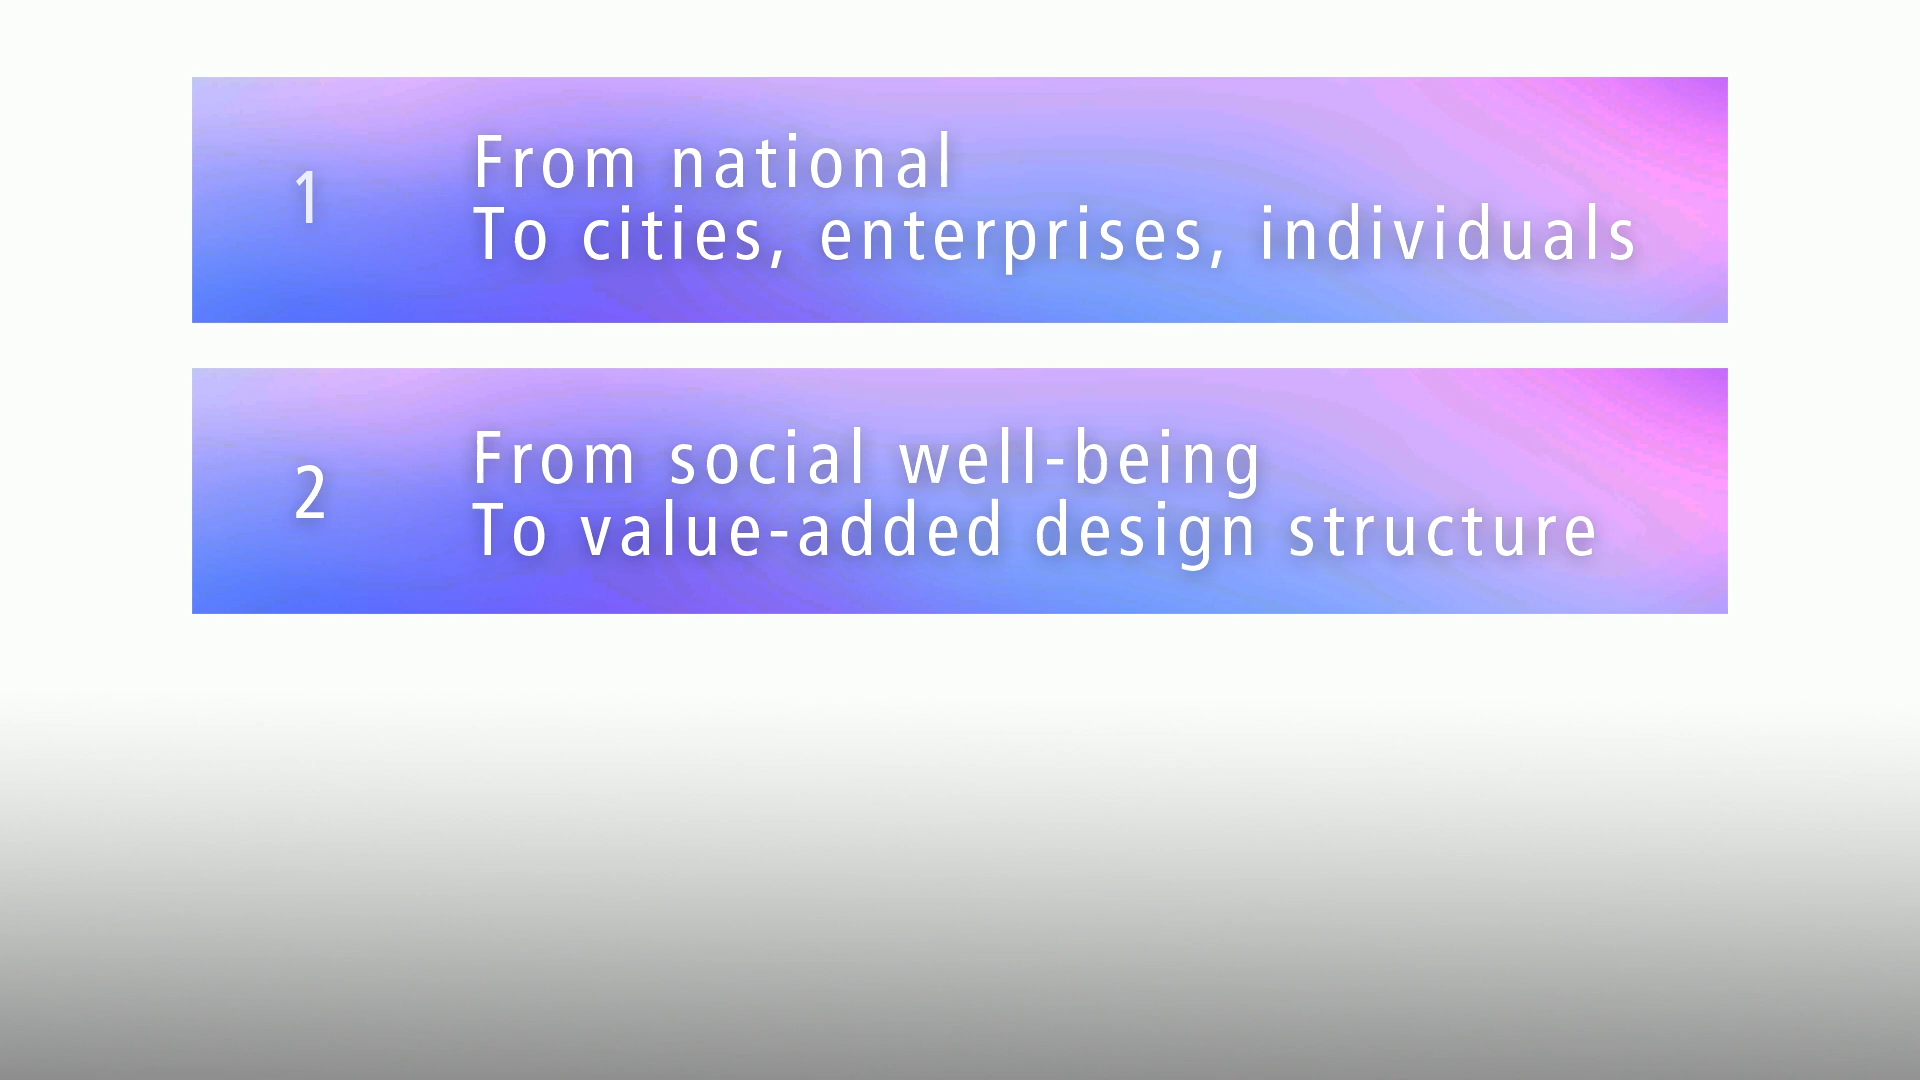 1
From national
To cities, enterprises, individuals
2
From social well-being
To value-added design structure